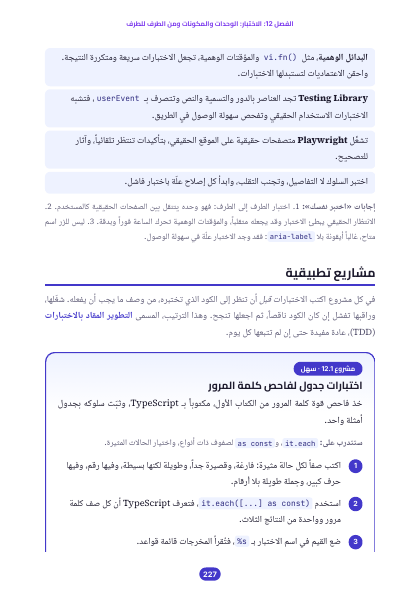 الفصل 12: الاختبار: الوحدات والمكونات ومن الطرف للطرف
البدائل الوهمية، مثل vi.fn() والمؤقتات الوهمية، تجعل الاختبارات سريعة ومتكررة النتيجة.
واحقن الاعتماديات لتستبدلها الاختبارات.
Testing Library تجد العناصر بالدور والتسمية والنص وتتصرف بـ userEvent ، فتشبه
الاختبارات الاستخدام الحقيقي وتفحص سهولة الوصول في الطريق.
تشغّل Playwright متصفحات حقيقية على الموقع الحقيقي، بتأكيدات تنتظر تلقائياً، وآثار
للتصحيح.
اختبر السلوك لا التفاصيل، وتجنب التقلب، وابدأ كل إصلاح علّة باختبار فاشل.
إجابات «اختبر نفسك»: 1. اختبار الطرف إلى الطرف: فهو وحده يتنقل بين الصفحات الحقيقية كالمستخدم. 2.
الانتظار الحقيقي يبطئ الاختبار وقد يجعله متقلباً، والمؤقتات الوهمية تحرك الساعة فوراً وبدقة. 3. ليس للزر اسم
متاح، غالباً أيقونة بلا aria-label : فقد وجد الاختبار علّة في سهولة الوصول.
مشاريع تطبيقية
في كل مشروع اكتب الاختبارات قبل أن تنظر إلى الكود الذي تختبره، من وصف ما يجب أن يفعله. شغّلها،
وراقبها تفشل إن كان الكود ناقصاً، ثم اجعلها تنجح. وهذا الترتيب، المسمى التطوير المقاد بالاختبارات
(TDD)، عادة مفيدة حتى إن لم تتبعها كل يوم.
مشروع 12.1 · سهل
اختبارات جدول لفاحص كلمة المرور
خذ فاحص قوة كلمة المرور من الكتاب الأول، مكتوباً بـ TypeScript، وثبّت سلوكه بجدول
أمثلة واحد.
ستتدرب على: it.each ، و as const لصفوف ذات أنواع، واختيار الحالات المثيرة.
1 اكتب صفاً لكل حالة مثيرة: فارغة، وقصيرة جداً، وطويلة لكنها بسيطة، وفيها رقم، وفيها
حرف كبير، وجملة طويلة بلا أرقام.
2 استخدم it.each([...] as const) ، فتعرف TypeScript أن كل صف كلمة
مرور وواحدة من النتائج الثلاث.
3 ضع القيم في اسم الاختبار بـ %s ، فتُقرأ المخرجات قائمة قواعد.
227